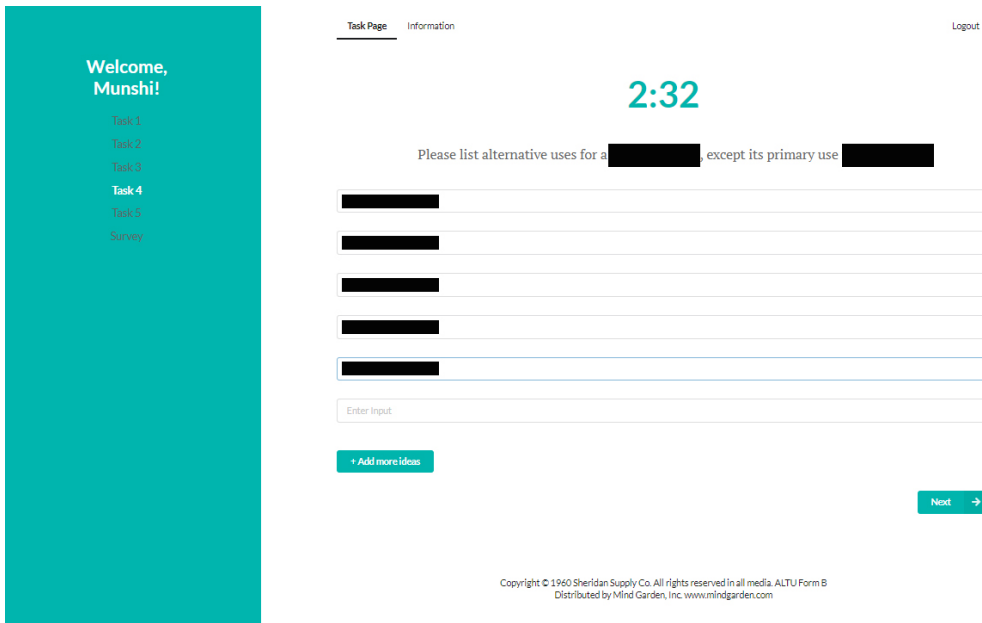 Welcome,
Munshi!
Task 1
Task 2
Task 3
Task 4
Task 5
Survey
Task Page
Information
Logout
2:32
Please list alternative uses for a , except its primary use
Enter Input
+ Add more ideas
Next
Copyright © 1960 Sheridan Supply Co. All rights reserved in all media. ALTU Form B
Distributed by Mind Garden, Inc. www.mindgarden.com